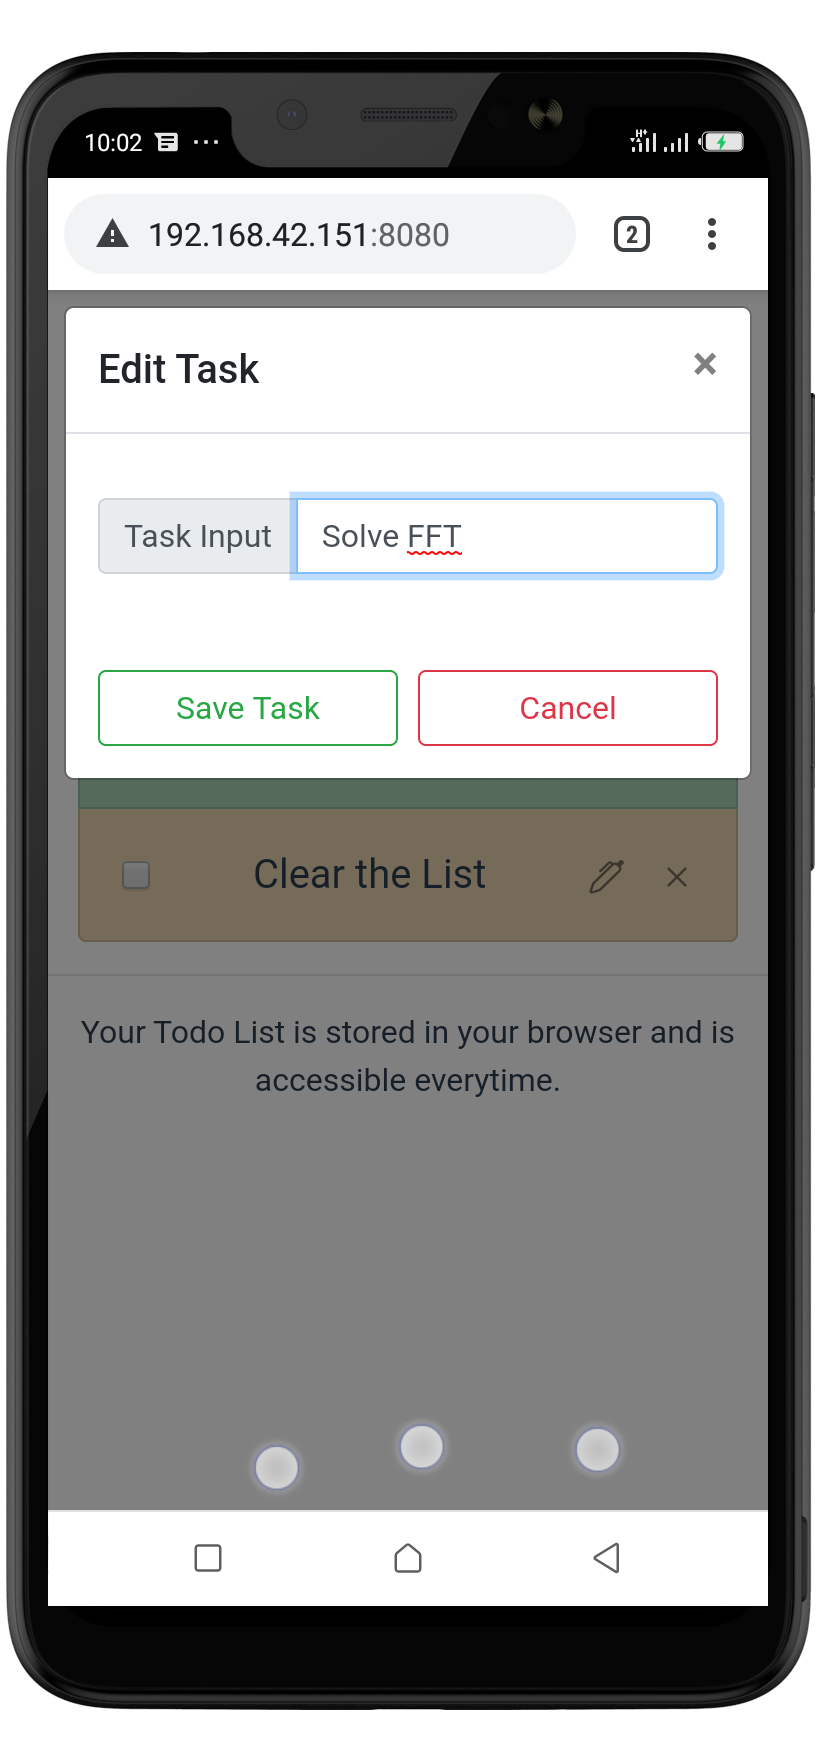 10:02
H+
192.168.42.151:8080
2
Edit Task
×
Task Input
Solve FFT
Save Task
Cancel
Clear the List
Your Todo List is stored in your browser and is
accessible everytime.